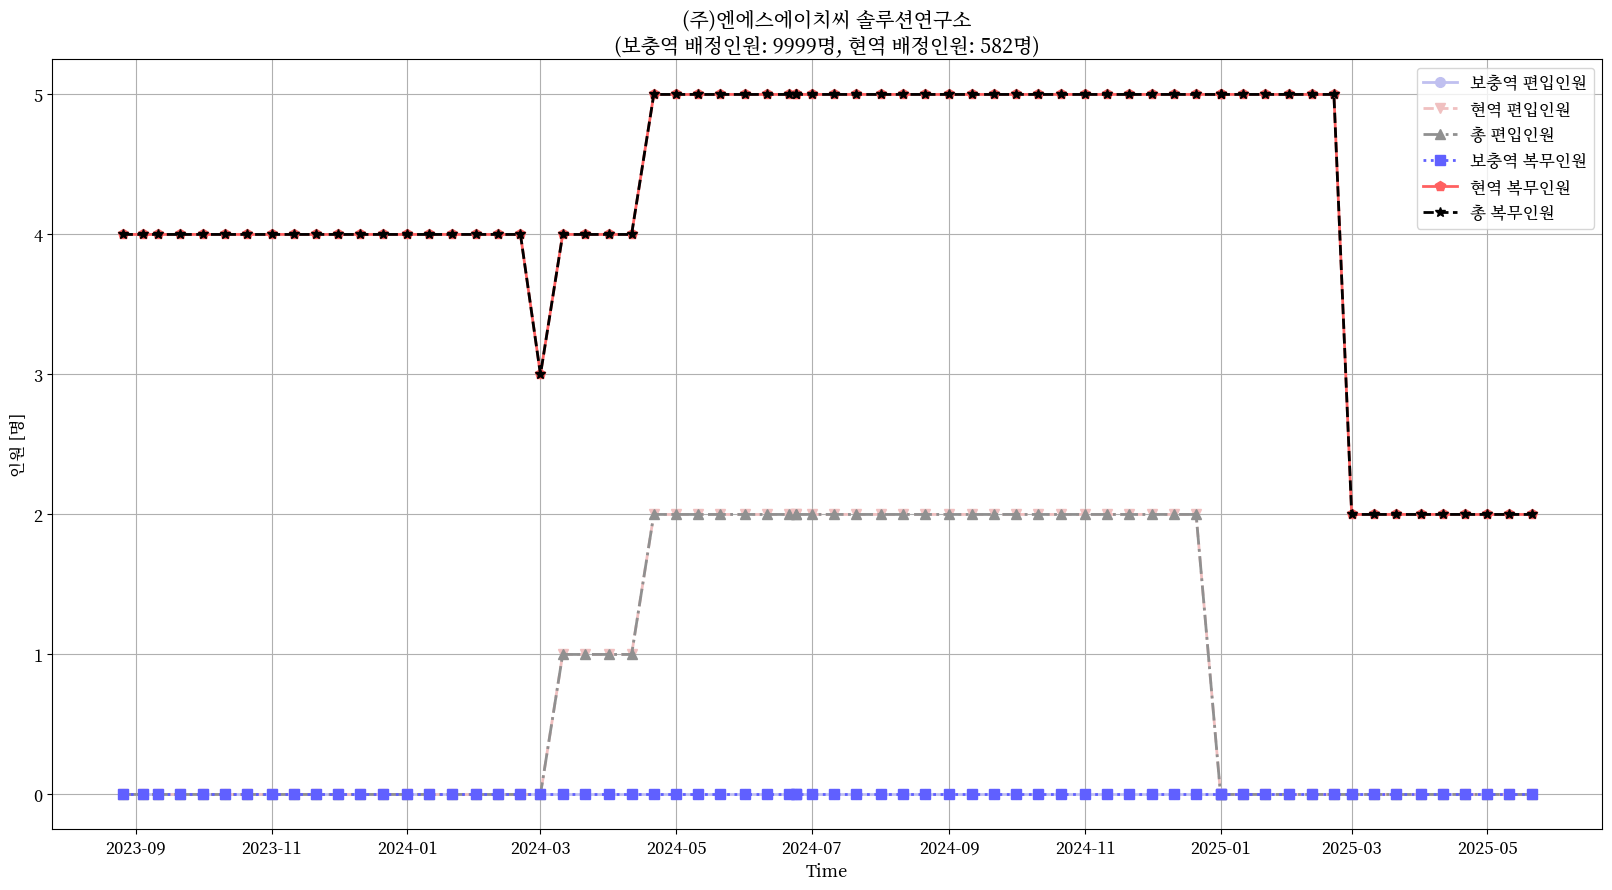 (주)엔에스에이치씨 솔루션연구소
(보충역 배정인원: 9999명, 현역 배정인원: 582명)
보충역 편입인원
현역 편입인원
총 편입인원
보충역 복무인원
현역 복무인원
총 복무인원
인원 [명]
5
4
3
2
1
0
2023-09 2023-11 2024-01 2024-03 2024-05 2024-07 2024-09 2024-11 2025-01 2025-03 2025-05
Time